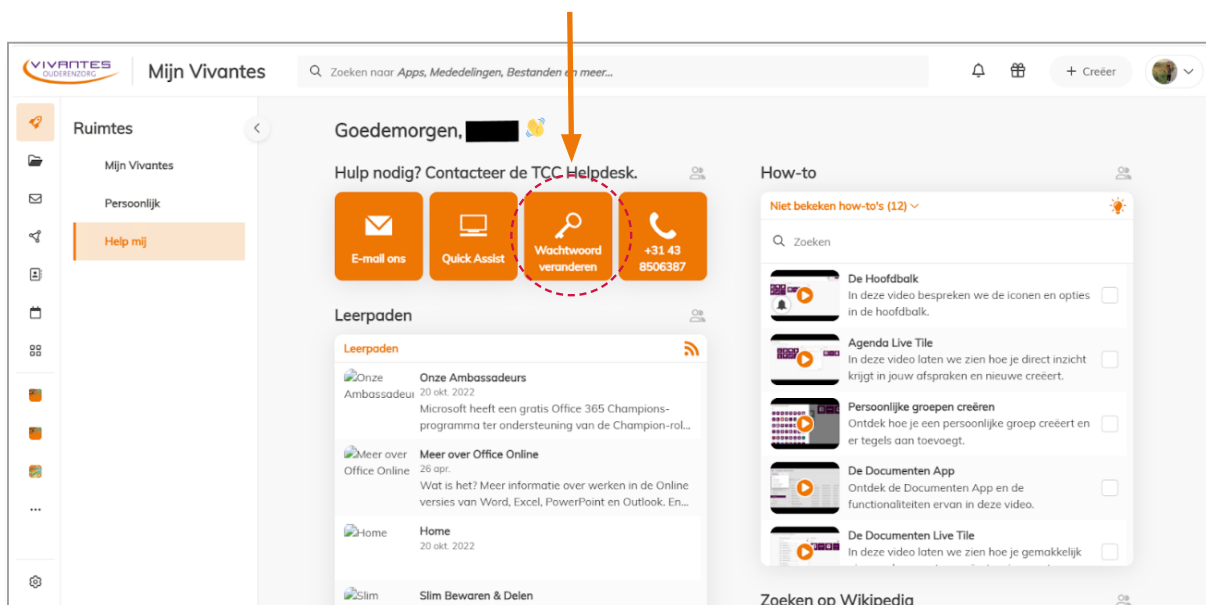 VIVANTES
OUDERENZORG
Mijn Vivantes
Zoeken naar Apps, Mededelingen, Bestanden en meer...
+ Creëer
Ruimtes
Mijn Vivantes
Persoonlijk
Help mij
Goedemorgen,
Hulp nodig? Contacteer de TCC Helpdesk.
E-mail ons
Quick Assist
Wachtwoord
veranderen
+31 43
8506387
Leerpaden
Leerpaden
Onze
Ambassadeur
Onze Ambassadeurs
20 okt. 2022
Microsoft heeft een gratis Office 365 Champions-
programma ter ondersteuning van de Champion-rol...
Meer over
Office Online
Meer over Office Online
26 apr.
Wat is het? Meer informatie over werken in de Online
versies van Word, Excel, PowerPoint en Outlook. En...
Home
Home
20 okt. 2022
Slim
Slim Bewaren & Delen
How-to
Niet bekeken how-to's (12)
Zoeken
De Hoofdbalk
In deze video bespreken we de iconen en opties
in de hoofdbalk.
Agenda Live Tile
In deze video laten we zien hoe je direct inzicht
krijgt in jouw afspraken en nieuwe creëert.
Persoonlijke groepen creëren
Ontdek hoe je een persoonlijke groep creëert en
er tegels aan toevoegt.
De Documenten App
Ontdek de Documenten App en de
functionaliteiten ervan in deze video.
De Documenten Live Tile
In deze video laten we zien hoe je gemakkelijk
Zoeken op Wikipedia